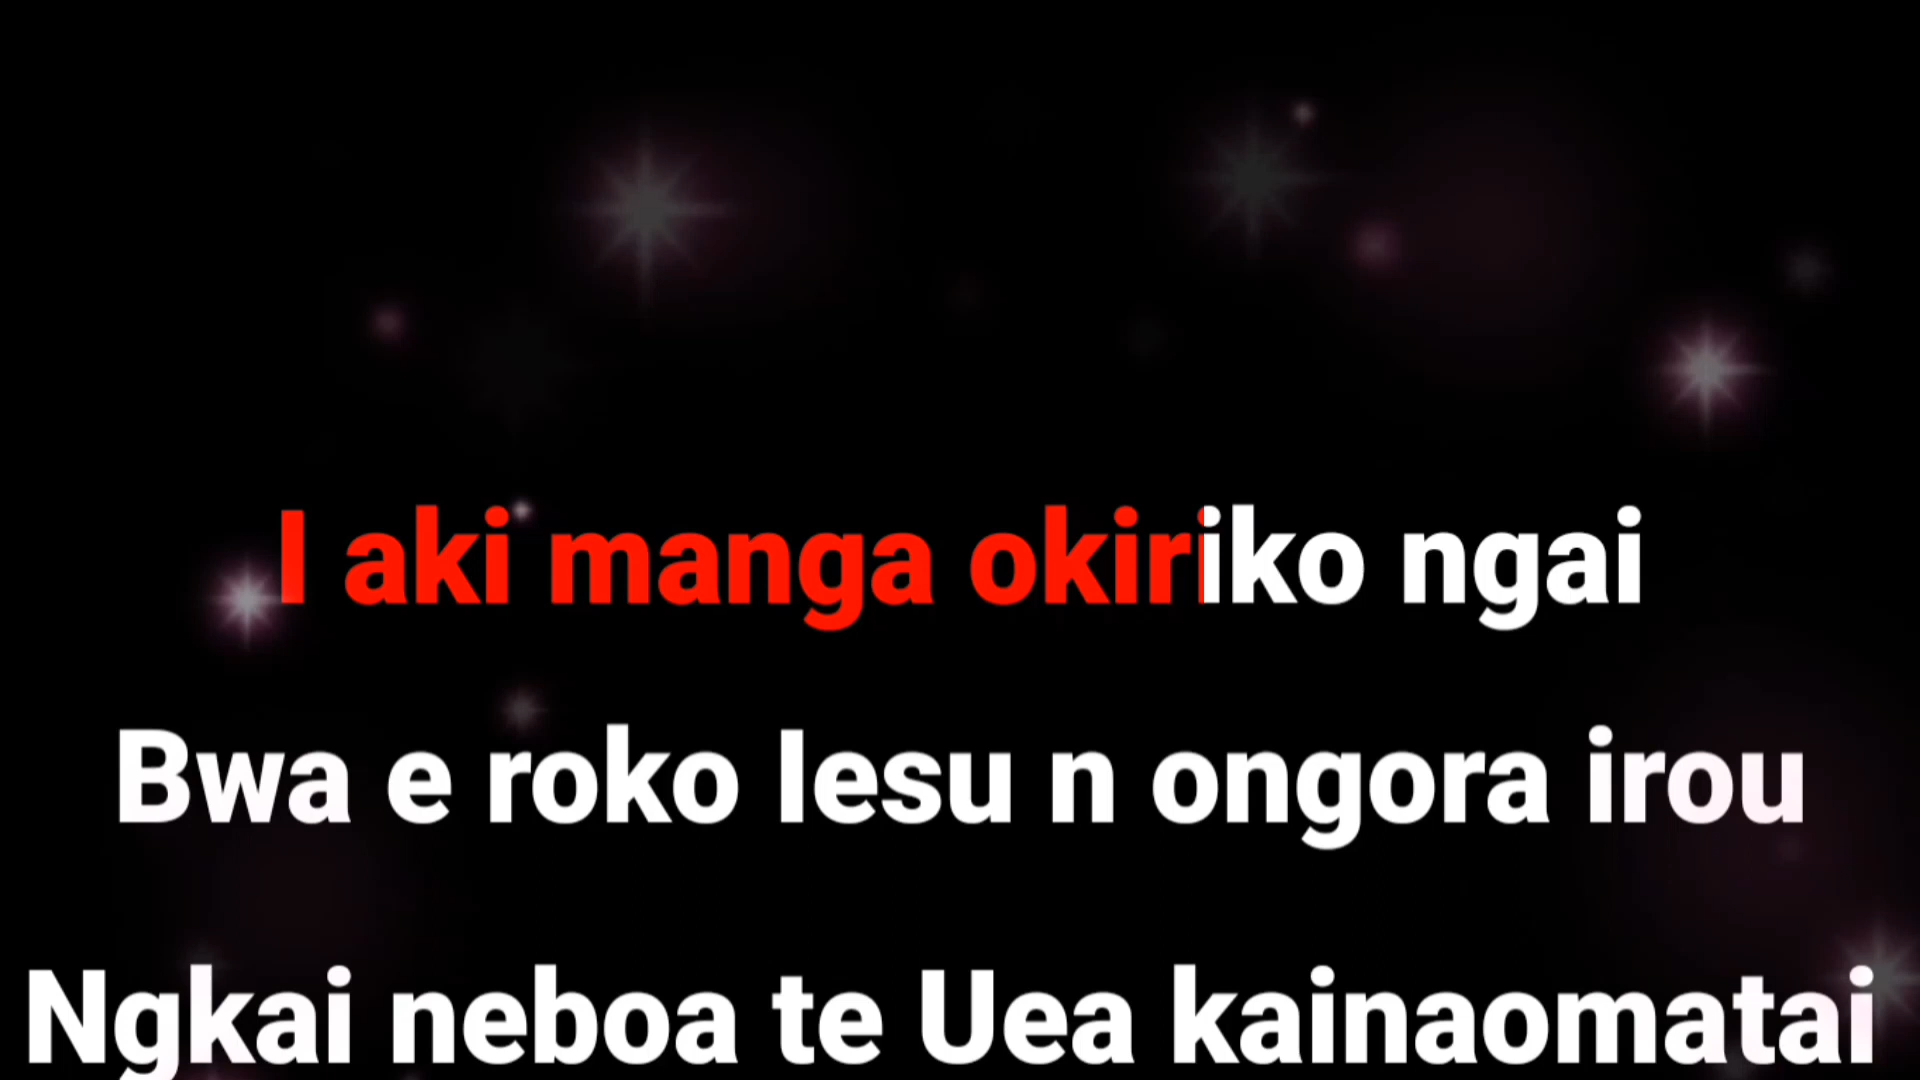 I aki manga okiriiko ngai
Bwa e roko Iesu n ongora irou
Ngkai neboa te Uea kainaomatai